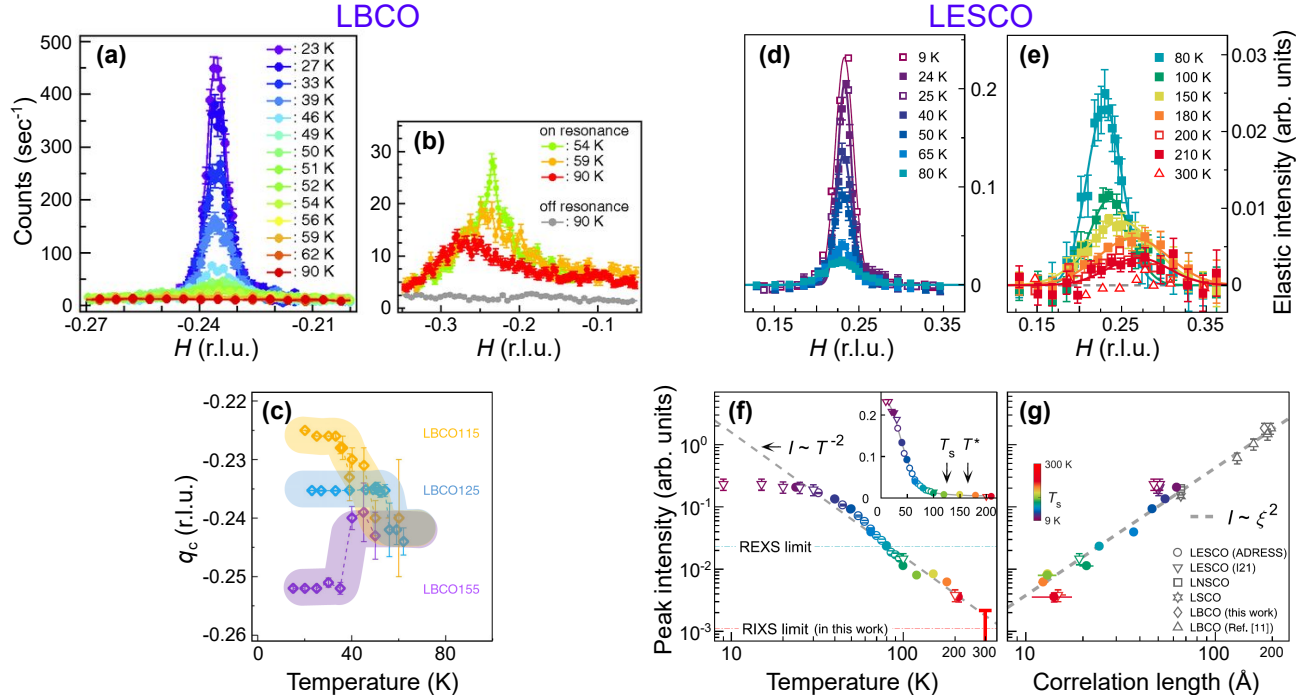 LBCO
LESCO
(a)
Counts (sec⁻¹)
500
400
300
200
100
0
: 23 K
: 27 K
: 33 K
: 39 K
: 46 K
: 49 K
: 50 K
: 51 K
: 52 K
: 54 K
: 56 K
: 59 K
: 62 K
: 90 K
-0.27
-0.24
-0.21
H (r.l.u.)
(b)
30
20
10
0
on resonance
: 54 K
: 59 K
: 90 K
off resonance
: 90 K
-0.3
-0.2
-0.1
H (r.l.u.)
(d)
9 K
24 K
25 K
40 K
50 K
65 K
80 K
0.2
0.1
0
0.15
0.25
0.35
H (r.l.u.)
(e)
80 K
100 K
150 K
180 K
200 K
210 K
300 K
0.03
0.02
0.01
0
Elastic intensity (arb. units)
0.15
0.25
0.35
H (r.l.u.)
(c)
q_c (r.l.u.)
-0.22
-0.23
-0.24
-0.25
-0.26
LBCO115
LBCO125
LBCO155
0
40
80
Temperature (K)
(f)
Peak intensity (arb. units)
10⁰
10⁻¹
10⁻²
10⁻³
I ~ T⁻²
0.2
0.1
0
0
50
100
150
200
T_s
T*
REXS limit
RIXS limit (in this work)
10
100
200
300
Temperature (K)
(g)
300 K
T_s
9 K
I ~ ξ²
LESCO (ADRESS)
LESCO (I21)
LNSCO
LSCO
LBCO (this work)
LBCO (Ref. [11])
10
100
200
Correlation length (Å)